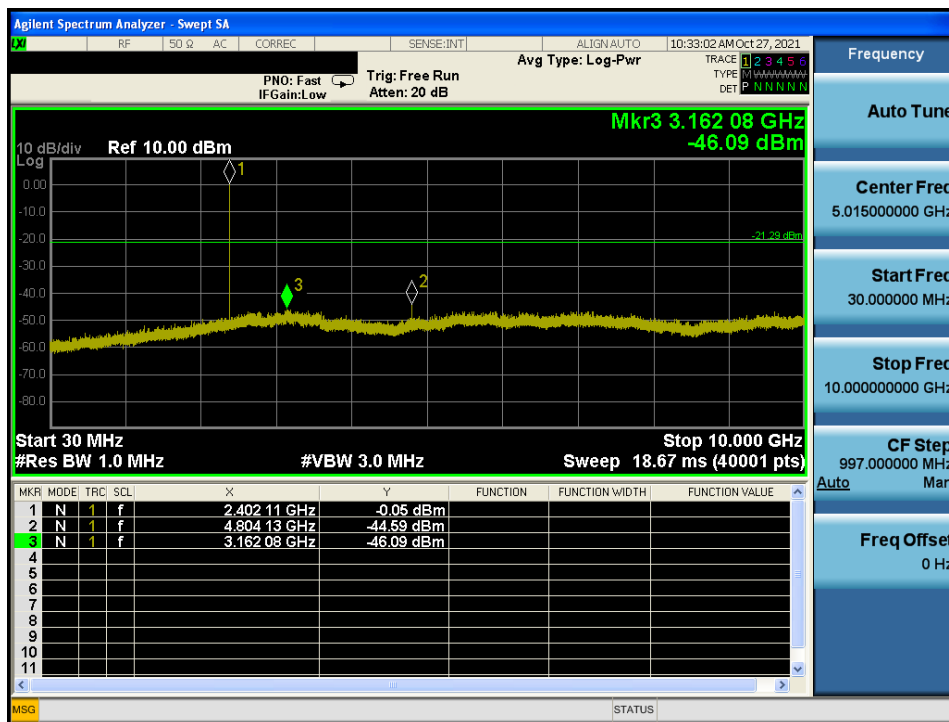 Agilent Spectrum Analyzer - Swept SA
LXI RF 50 Ω AC CORREC SENSE:INT ALIGN AUTO 10:33:02 AM Oct 27, 2021
Avg Type: Log-Pwr
TRACE 1 2 3 4 5 6
TYPE M W W W W W
DET P N N N N N
PNO: Fast
IFGain:Low
Trig: Free Run
Atten: 20 dB
Mkr3 3.162 08 GHz
-46.09 dBm
10 dB/div Ref 10.00 dBm
Log
1
0.00
-10.0
-20.0
-21.29 dBm
-30.0
3 2
-40.0
-50.0
-60.0
-70.0
-80.0
Start 30 MHz Stop 10.000 GHz
#Res BW 1.0 MHz #VBW 3.0 MHz Sweep 18.67 ms (40001 pts)
MKR MODE TRC SCL X Y FUNCTION FUNCTION WIDTH FUNCTION VALUE
1 N 1 f 2.402 11 GHz -0.05 dBm
2 N 1 f 4.804 13 GHz -44.59 dBm
3 N 1 f 3.162 08 GHz -46.09 dBm
4
5
6
7
8
9
10
11
MSG STATUS
Frequency
Auto Tune
Center Freq
5.015000000 GHz
Start Freq
30.000000 MHz
Stop Freq
10.000000000 GHz
CF Step
997.000000 MHz
Auto Man
Freq Offset
0 Hz